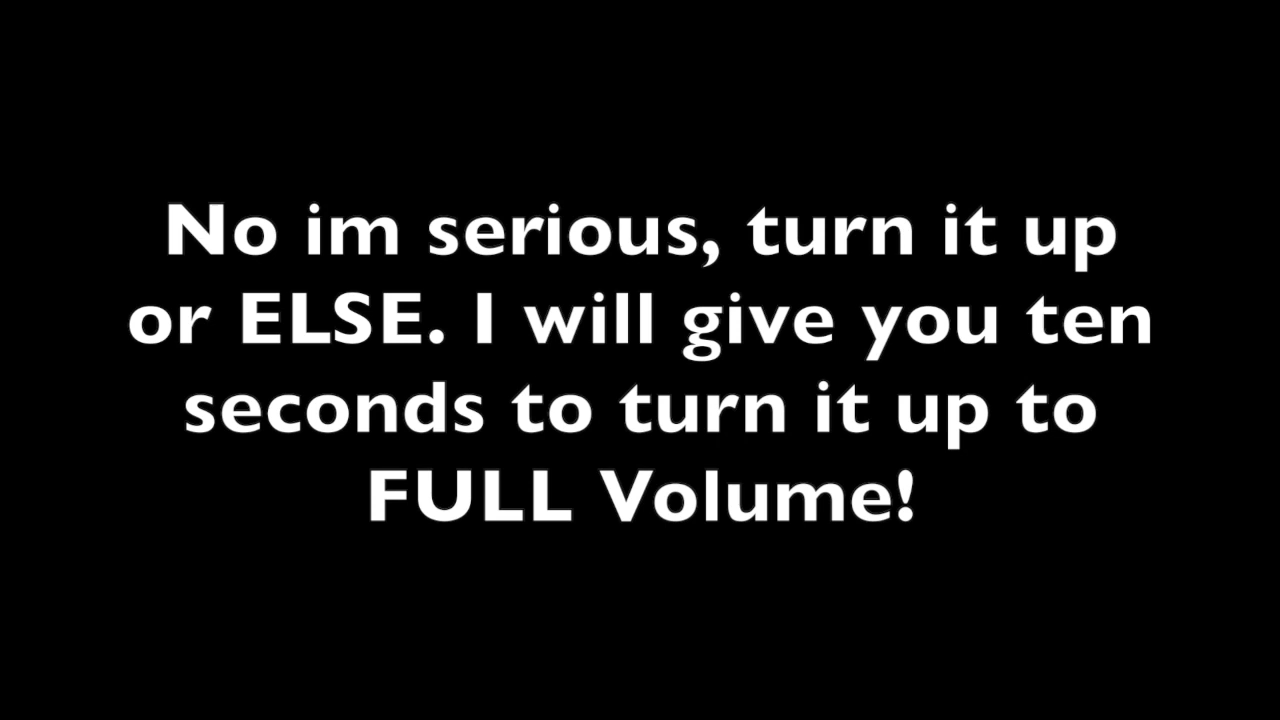 No im serious, turn it up
or ELSE. I will give you ten
seconds to turn it up to
FULL Volume!